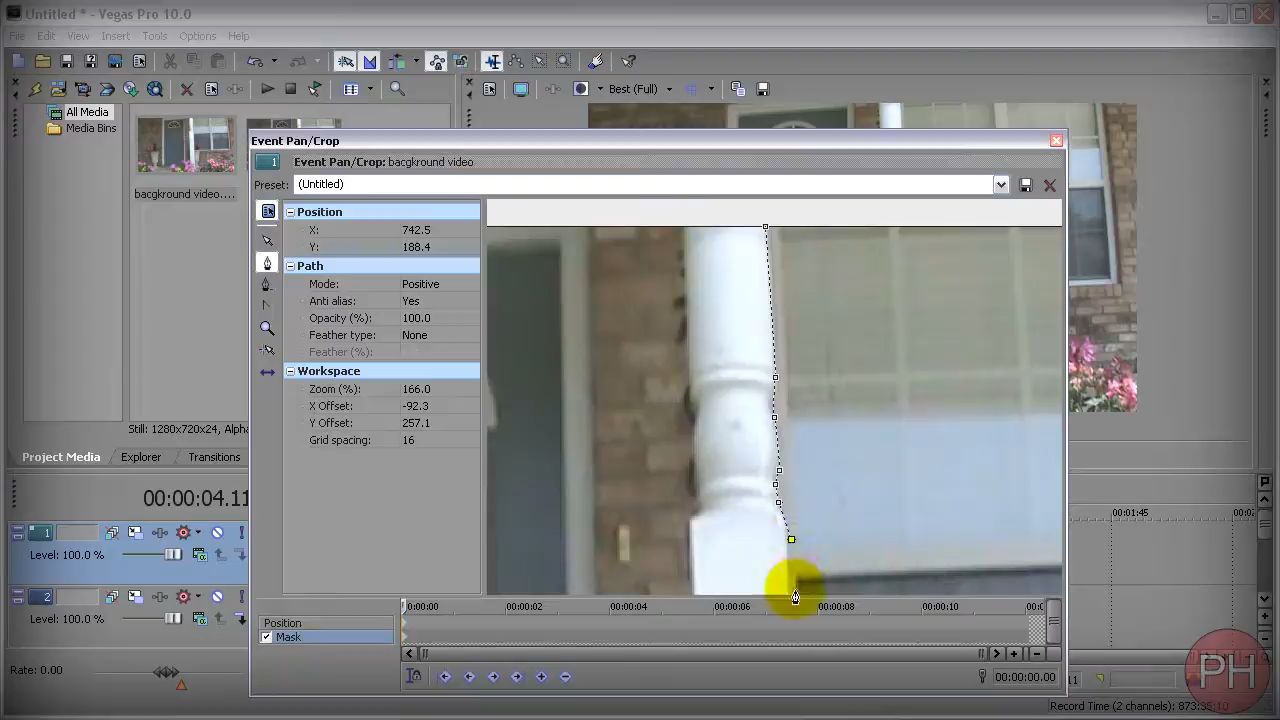 Untitled * - Vegas Pro 10.0
File Edit View Insert Tools Options Help
All Media
Media Bins
Best (Full)
bacgkround video....
Still: 1280x720x24, Alpha
Project Media Explorer Transitions
Event Pan/Crop
1 Event Pan/Crop: bacgkround video
Preset: (Untitled)
Position
X: 742.5
Y: 188.4
Path
Mode: Positive
Anti alias: Yes
Opacity (%): 100.0
Feather type: None
Feather (%):
Workspace
Zoom (%): 166.0
X Offset: -92.3
Y Offset: 257.1
Grid spacing: 16
00:00:04.11
00:01:45
1
Level: 100.0 %
2
Level: 100.0 %
0:00:00 00:00:02 00:00:04 00:00:06 00:00:08 00:00:10
Position
Mask
Rate: 0.00
00:00:00.00
PH
Record Time (2 channels): 873:35:10